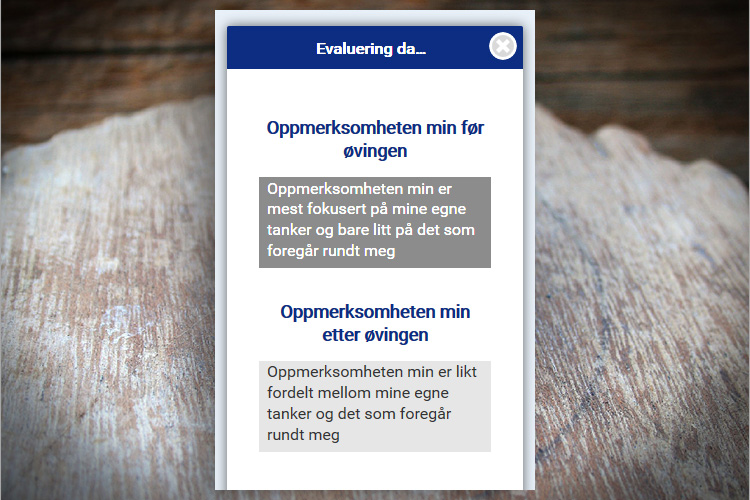 Evaluering da...
Oppmerksomheten min før
øvingen
Oppmerksomheten min er
mest fokusert på mine egne
tanker og bare litt på det som
foregår rundt meg
Oppmerksomheten min
etter øvingen
Oppmerksomheten min er likt
fordelt mellom mine egne
tanker og det som foregår
rundt meg